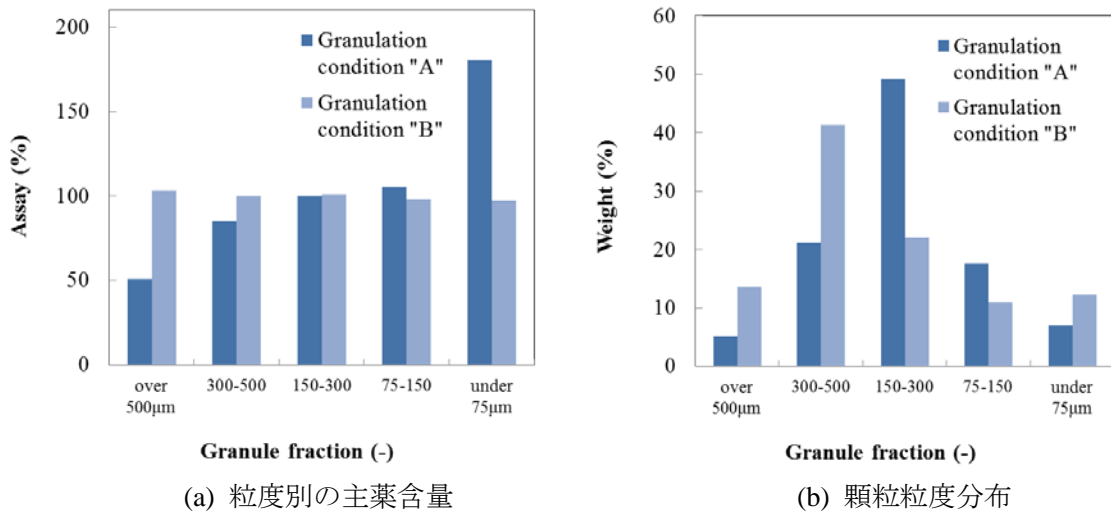 200
150
100
50
0
Assay (%)
Granulation
condition "A"
Granulation
condition "B"
over
500μm
300-500
150-300
75-150
under
75μm
Granule fraction (-)
(a) 粒度別の主薬含量
60
50
40
30
20
10
0
Weight (%)
Granulation
condition "A"
Granulation
condition "B"
over
500μm
300-500
150-300
75-150
under
75μm
Granule fraction (-)
(b) 顆粒粒度分布